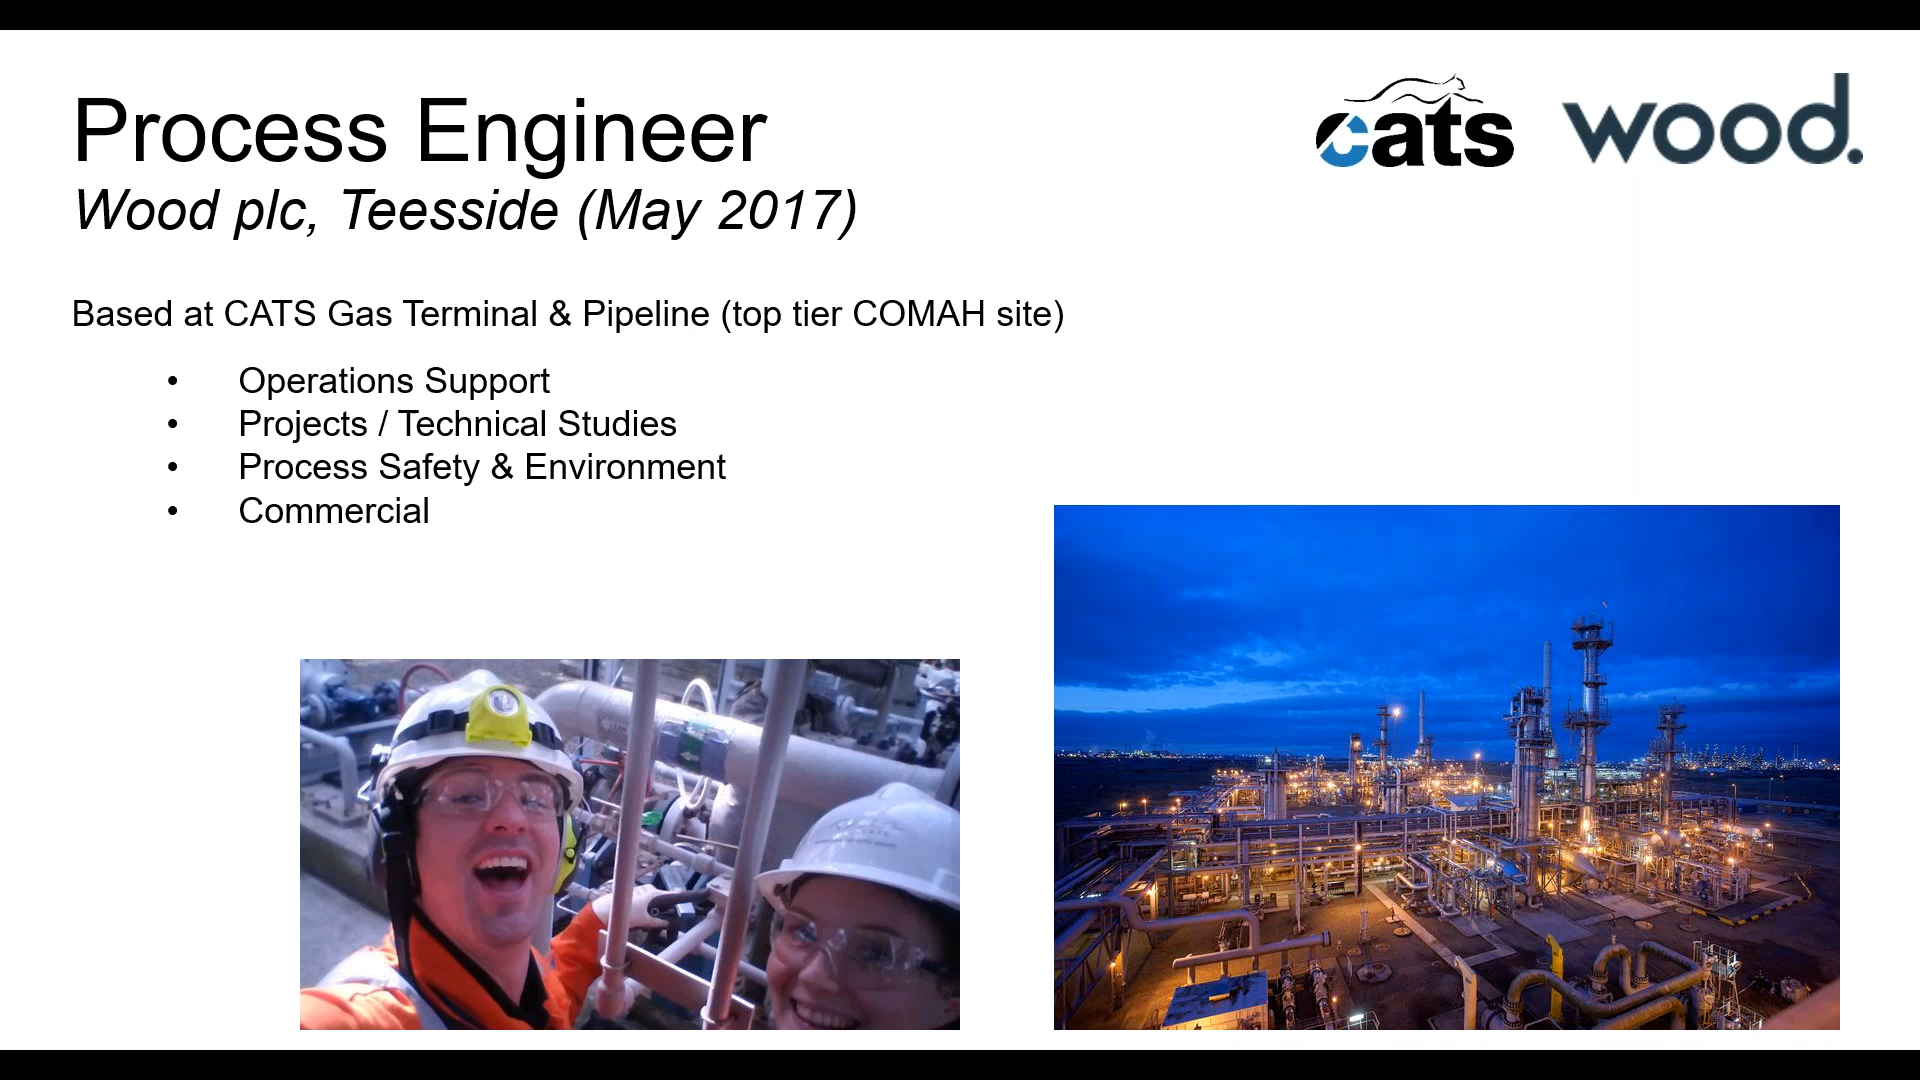 Process Engineer
Wood plc, Teesside (May 2017)
cats
wood.
Based at CATS Gas Terminal & Pipeline (top tier COMAH site)
• Operations Support
• Projects / Technical Studies
• Process Safety & Environment
• Commercial